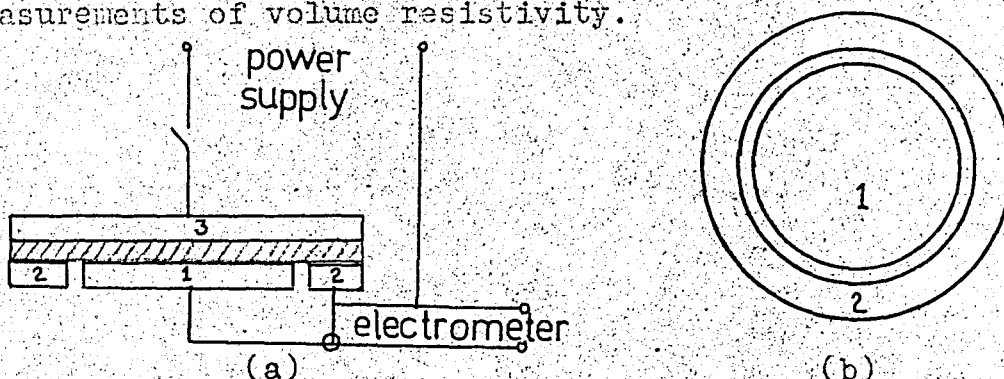 asurements of volume resistivity.
power
supply
3
2 1 2
electrometer
(a)
1
2
(b)